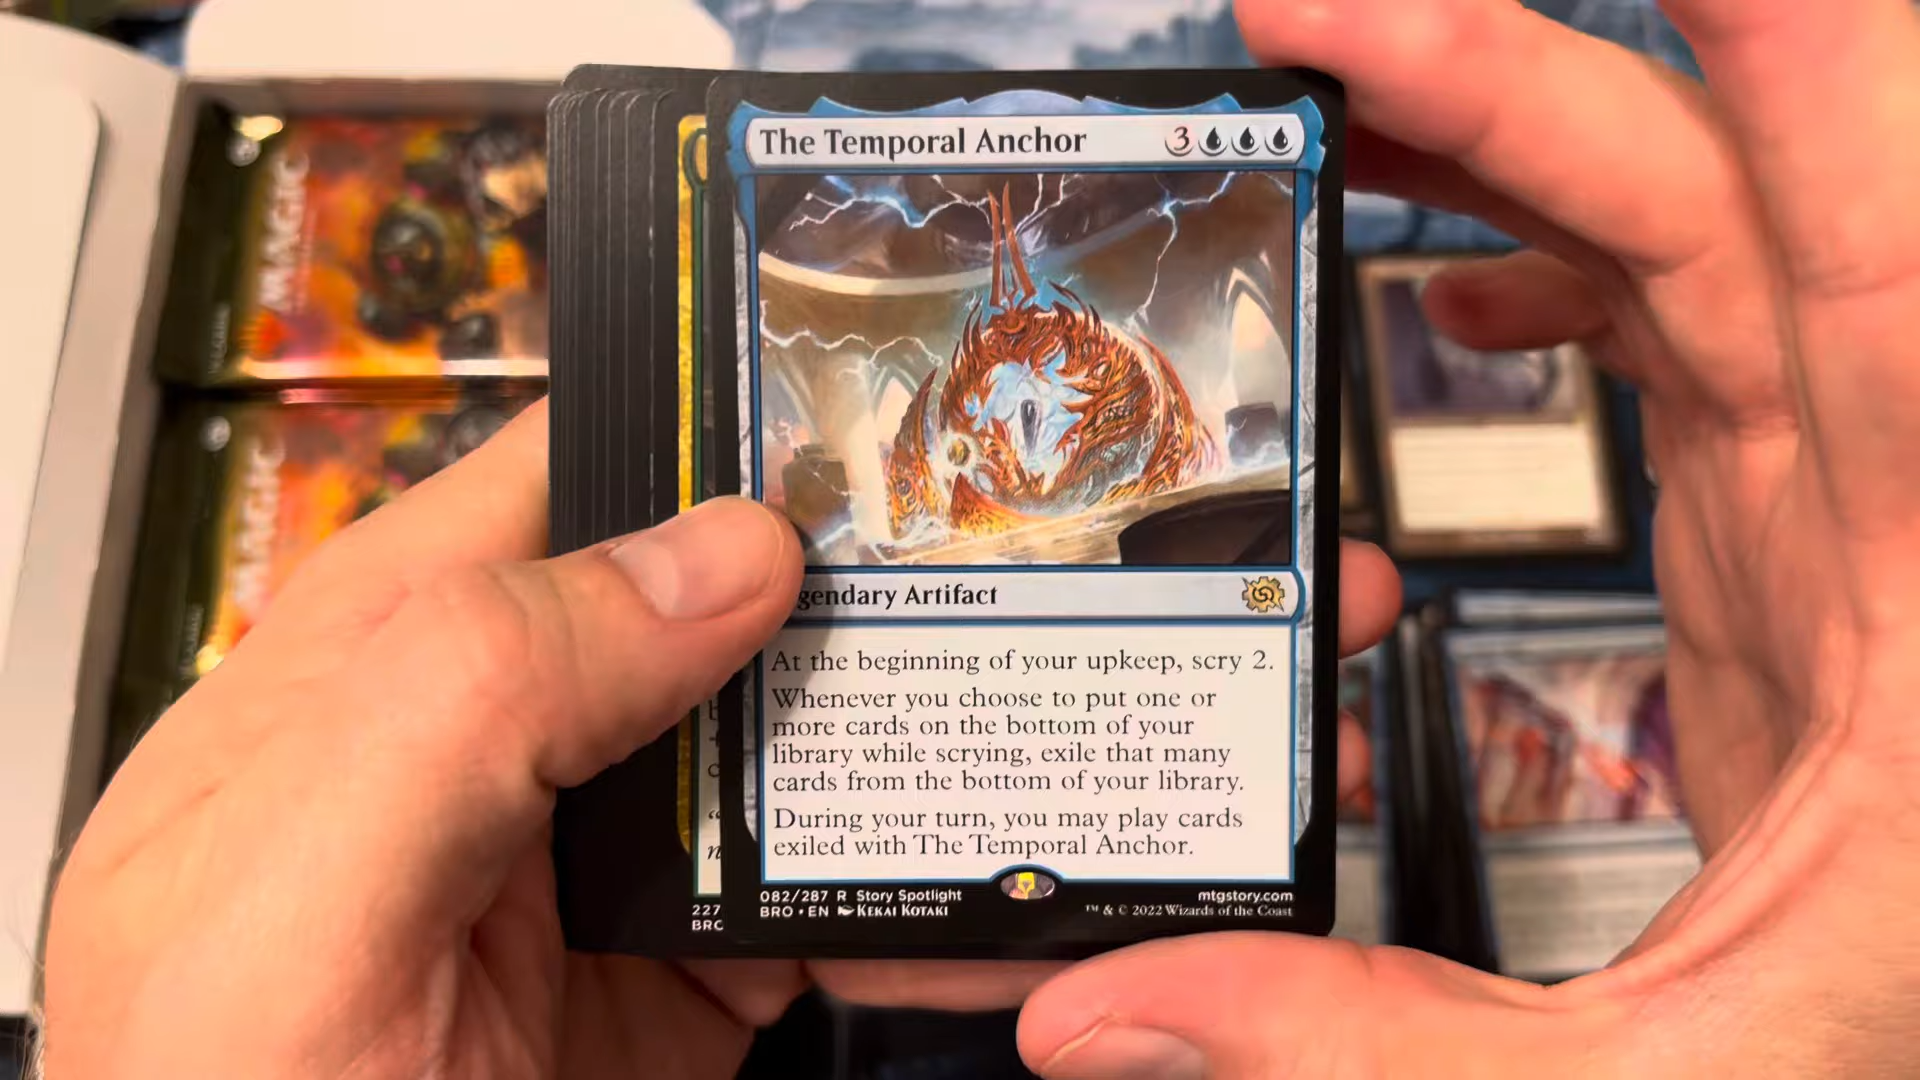 The Temporal Anchor 3
gendary Artifact
At the beginning of your upkeep, scry 2.
Whenever you choose to put one or
more cards on the bottom of your
library while scrying, exile that many
cards from the bottom of your library.
During your turn, you may play cards
exiled with The Temporal Anchor.
082/287 R Story Spotlight
BRO • EN KEKAI KOTAKI
mtgstory.com
™ & © 2022 Wizards of the Coast
227
BRO
MAGIC
MAGIC